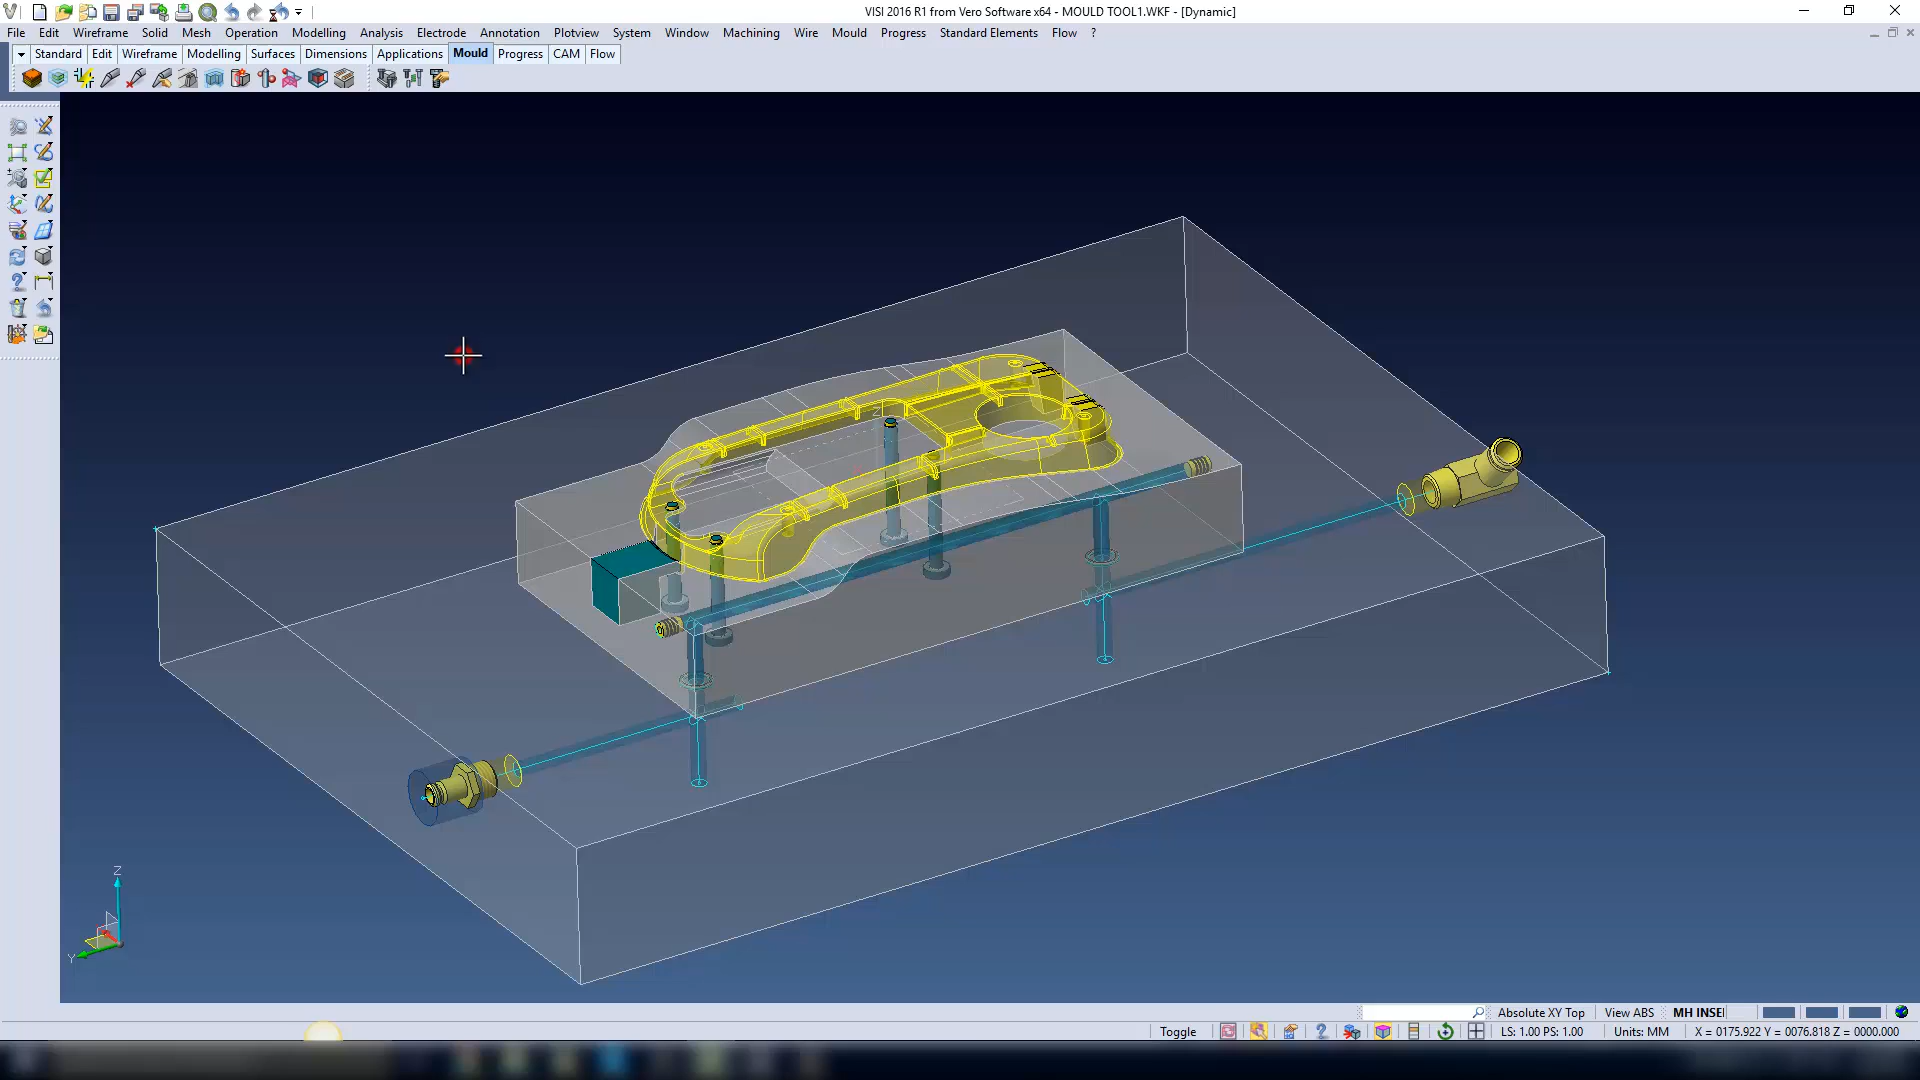 VISI 2016 R1 from Vero Software x64 - MOULD TOOL1.WKF - [Dynamic]
File Edit Wireframe Solid Mesh Operation Modelling Analysis Electrode Annotation Plotview System Window Machining Wire Mould Progress Standard Elements Flow ?
Standard Edit Wireframe Modelling Surfaces Dimensions Applications Mould Progress CAM Flow
Z
Z
Y
Absolute XY Top View ABS MH INSEI
Toggle LS: 1.00 PS: 1.00 Units: MM X = 0175.922 Y = 0076.818 Z = 0000.000